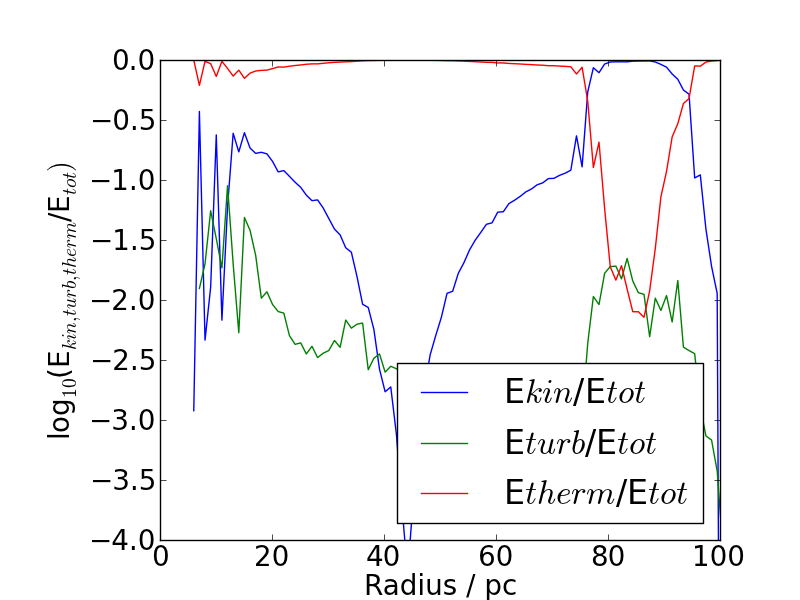 0.0
−0.5
−1.0
−1.5
−2.0
−2.5
−3.0
−3.5
−4.0
log10(Ekin,turb,therm/Etot)
Ekin/Etot
Eturb/Etot
Etherm/Etot
0 20 40 60 80 100
Radius / pc